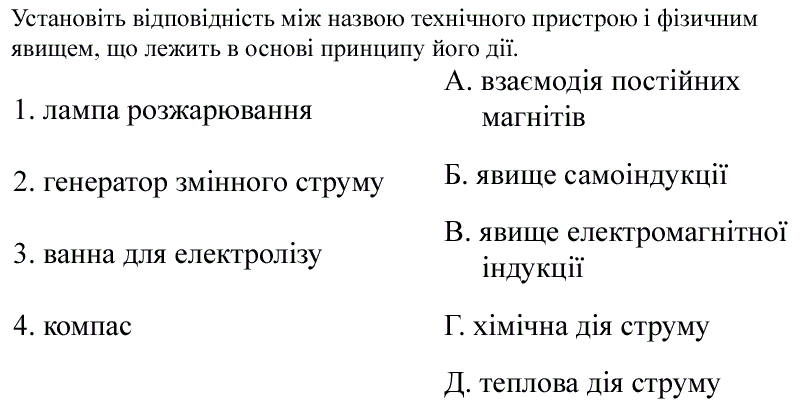 Установіть відповідність між назвою технічного пристрою і фізичним
явищем, що лежить в основі принципу його дії.
1. лампа розжарювання
2. генератор змінного струму
3. ванна для електролізу
4. компас
А. взаємодія постійних
магнітів
Б. явище самоіндукції
В. явище електромагнітної
індукції
Г. хімічна дія струму
Д. теплова дія струму